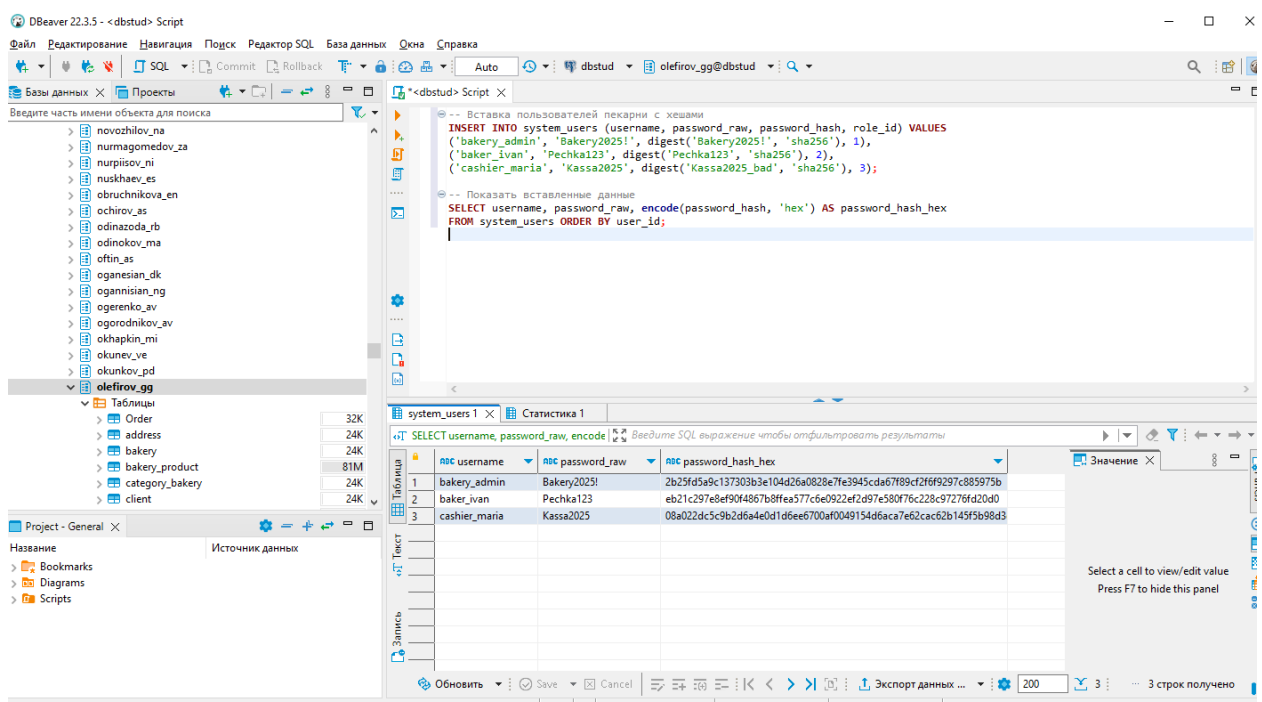 DBeaver 22.3.5 - <dbstud> Script
Файл Редактирование Навигация Поиск Редактор SQL База данных Окна Справка
SQL Commit Rollback Auto dbstud olefirov_gg@dbstud
Базы данных Проекты
Введите часть имени объекта для поиска
novozhilov_na
nurmagomedov_za
nurpiisov_ni
nuskhaev_es
obruchnikova_en
ochirov_as
odinazoda_rb
odinokov_ma
oftin_as
oganesian_dk
ogannisian_ng
ogerenko_av
ogorodnikov_av
okhapkin_mi
okunev_ve
okunkov_pd
olefirov_gg
Таблицы
Order 32K
address 24K
bakery 24K
bakery_product 81M
category_bakery 24K
client 24K
Project - General
Название Источник данных
Bookmarks
Diagrams
Scripts
*<dbstud> Script
-- Вставка пользователей пекарни с хешами
INSERT INTO system_users (username, password_raw, password_hash, role_id) VALUES
('bakery_admin', 'Bakery2025!', digest('Bakery2025!', 'sha256'), 1),
('baker_ivan', 'Pechka123', digest('Pechka123', 'sha256'), 2),
('cashier_maria', 'Kassa2025', digest('Kassa2025_bad', 'sha256'), 3);
-- Показать вставленные данные
SELECT username, password_raw, encode(password_hash, 'hex') AS password_hash_hex
FROM system_users ORDER BY user_id;
system_users 1 Статистика 1
SELECT username, password_raw, encode Введите SQL выражение чтобы отфильтровать результаты
Таблица
Текст
Запись
ABC username ABC password_raw ABC password_hash_hex
1 bakery_admin Bakery2025! 2b25fd5a9c137303b3e104d26a0828e7fe3945cda67f89cf2f6f9297c885975b
2 baker_ivan Pechka123 eb21c297e8ef90f4867b8ffea577c6e0922ef2d97e580f76c228c97276fd20d0
3 cashier_maria Kassa2025 08a022dc5c9b2d6a4e0d1d6ee6700af0049154d6aca7e62cac62b145f5b98d3
Значение
Select a cell to view/edit value
Press F7 to hide this panel
Обновить Save Cancel Экспорт данных ... 200 3 ... 3 строк получено